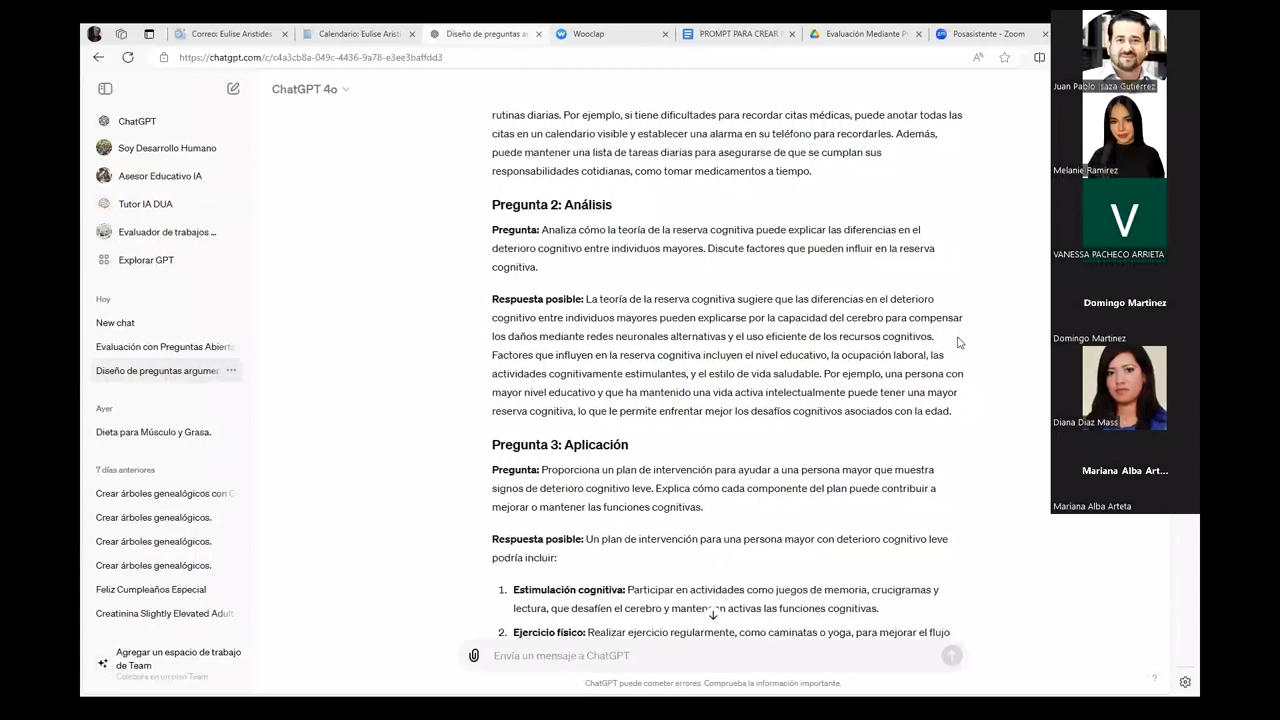 Correo: Eulise Aristides
Calendario: Eulise Aristi
Diseño de preguntas a
Wooclap
PROMPT PARA CREAR
Evaluación Mediante P
Posasistente - Zoom
https://chatgpt.com/c/c4a3cb8a-049c-4436-9a78-e3ee3baffdd3
ChatGPT 4o
ChatGPT
Soy Desarrollo Humano
Asesor Educativo IA
Tutor IA DUA
Evaluador de trabajos ...
Explorar GPT
Hoy
New chat
Evaluación con Preguntas Abierta
Diseño de preguntas argumen
Ayer
Dieta para Músculo y Grasa.
7 días anteriores
Crear árboles genealógicos con
Crear árboles genealógicos.
Crear árboles genealógicos.
Crear árboles genealógicos.
Feliz Cumpleaños Especial
Creatinina Slightly Elevated Adul
Agregar un espacio de trabajo
de Team
Colabora en un plan Team
rutinas diarias. Por ejemplo, si tiene dificultades para recordar citas médicas, puede anotar todas las
citas en un calendario visible y establecer una alarma en su teléfono para recordarles. Además,
puede mantener una lista de tareas diarias para asegurarse de que se cumplan sus
responsabilidades cotidianas, como tomar medicamentos a tiempo.
Pregunta 2: Análisis
Pregunta: Analiza cómo la teoría de la reserva cognitiva puede explicar las diferencias en el
deterioro cognitivo entre individuos mayores. Discute factores que pueden influir en la reserva
cognitiva.
Respuesta posible: La teoría de la reserva cognitiva sugiere que las diferencias en el deterioro
cognitivo entre individuos mayores pueden explicarse por la capacidad del cerebro para compensar
los daños mediante redes neuronales alternativas y el uso eficiente de los recursos cognitivos.
Factores que influyen en la reserva cognitiva incluyen el nivel educativo, la ocupación laboral, las
actividades cognitivamente estimulantes, y el estilo de vida saludable. Por ejemplo, una persona con
mayor nivel educativo y que ha mantenido una vida activa intelectualmente puede tener una mayor
reserva cognitiva, lo que le permite enfrentar mejor los desafíos cognitivos asociados con la edad.
Pregunta 3: Aplicación
Pregunta: Proporciona un plan de intervención para ayudar a una persona mayor que muestra
signos de deterioro cognitivo leve. Explica cómo cada componente del plan puede contribuir a
mejorar o mantener las funciones cognitivas.
Respuesta posible: Un plan de intervención para una persona mayor con deterioro cognitivo leve
podría incluir:
1. Estimulación cognitiva: Participar en actividades como juegos de memoria, crucigramas y
lectura, que desafíen el cerebro y mantengan activas las funciones cognitivas.
2. Ejercicio físico: Realizar ejercicio regularmente, como caminatas o yoga, para mejorar el flujo
Envía un mensaje a ChatGPT
ChatGPT puede cometer errores. Comprueba la información importante.
?
Juan Pablo Isaza Gutiérrez
Melanie Ramirez
V
VANESSA PACHECO ARRIETA
Domingo Martinez
Domingo Martinez
Diana Diaz Mass
Mariana Alba Art...
Mariana Alba Arteta